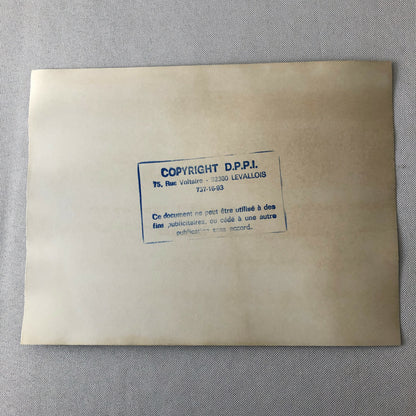 COPYRIGHT D.P.P.I.
75, Rue Voltaire - 92300 LEVALLOIS
737-16-93
Ce document ne peut être utilisé à des
fins publicitaires, ou cédé à une autre
publication sans accord.